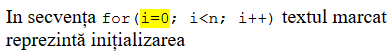 În secvența for(i=0; i<n; i++) textul marcat
reprezintă inițializarea